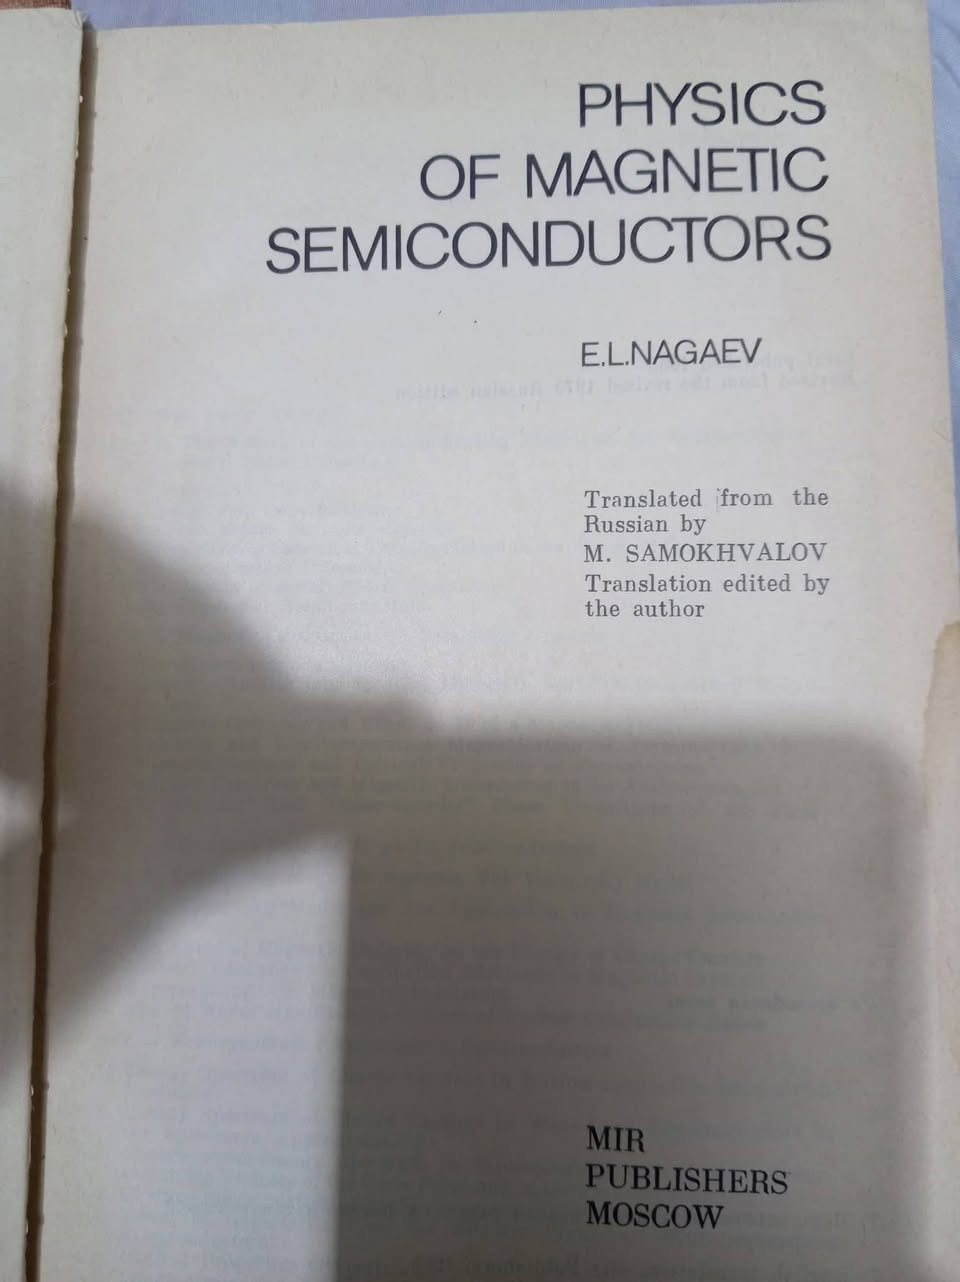 PHYSICS
OF MAGNETIC
SEMICONDUCTORS
E.L.NAGAEV
Translated from the
Russian by
M. SAMOKHVALOV
Translation edited by
the author
MIR
PUBLISHERS
MOSCOW